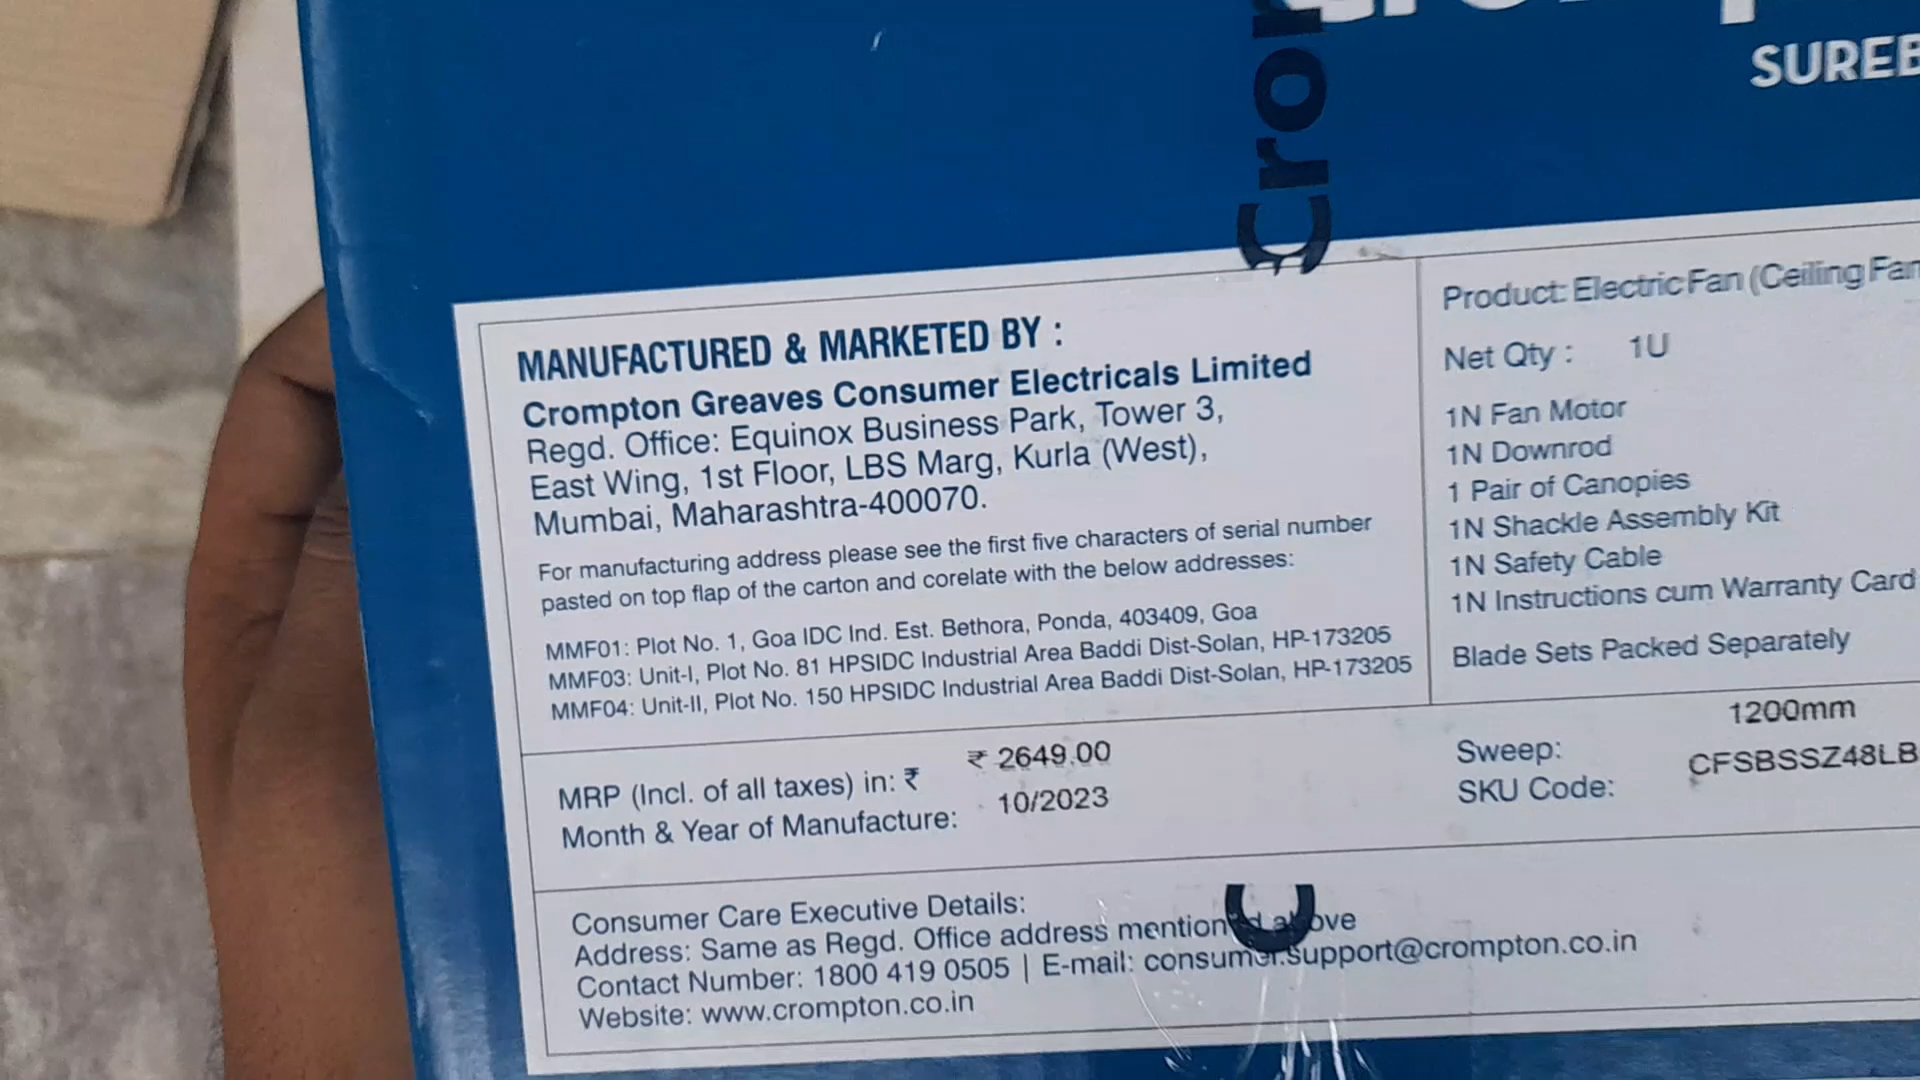 Crom
SUREB
MANUFACTURED & MARKETED BY :
Crompton Greaves Consumer Electricals Limited
Regd. Office: Equinox Business Park, Tower 3,
East Wing, 1st Floor, LBS Marg, Kurla (West),
Mumbai, Maharashtra-400070.
For manufacturing address please see the first five characters of serial number
pasted on top flap of the carton and corelate with the below addresses:
MMF01: Plot No. 1, Goa IDC Ind. Est. Bethora, Ponda, 403409, Goa
MMF03: Unit-I, Plot No. 81 HPSIDC Industrial Area Baddi Dist-Solan, HP-173205
MMF04: Unit-II, Plot No. 150 HPSIDC Industrial Area Baddi Dist-Solan, HP-173205
Product: Electric Fan (Ceiling Fan
Net Qty : 1U
1N Fan Motor
1N Downrod
1 Pair of Canopies
1N Shackle Assembly Kit
1N Safety Cable
1N Instructions cum Warranty Card
Blade Sets Packed Separately
MRP (Incl. of all taxes) in: ₹ ₹ 2649.00
Month & Year of Manufacture: 10/2023
Sweep: 1200mm
SKU Code: CFSBSSZ48LB
Consumer Care Executive Details:
Address: Same as Regd. Office address mentioned above
Contact Number: 1800 419 0505 | E-mail: consumer.support@crompton.co.in
Website: www.crompton.co.in